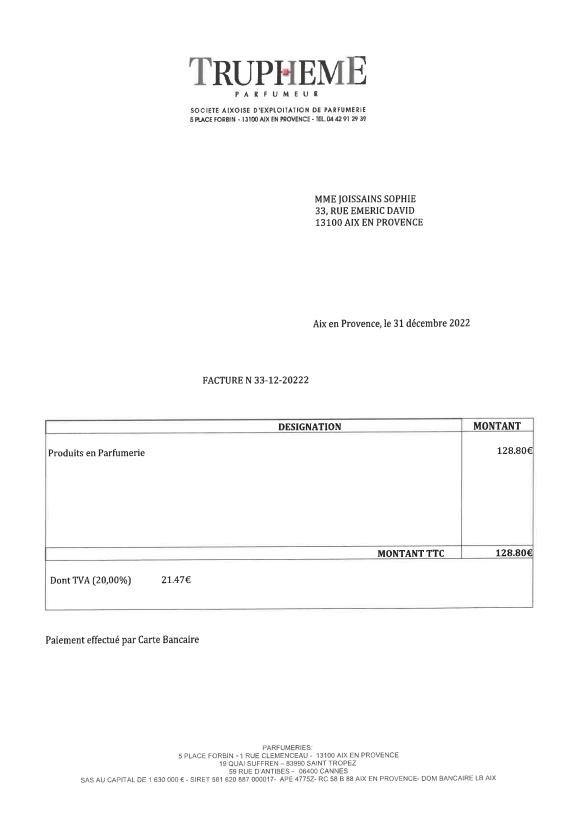 TRUPHEME
PARFUMEUR
SOCIETE AIXOISE D'EXPLOITATION DE PARFUMERIE
5 PLACE FORBIN - 13100 AIX EN PROVENCE - TEL. 04 42 91 29 39
MME JOISSAINS SOPHIE
33, RUE EMERIC DAVID
13100 AIX EN PROVENCE
Aix en Provence, le 31 décembre 2022
FACTURE N 33-12-20222
DESIGNATION MONTANT
Produits en Parfumerie 128.80€
MONTANT TTC 128.80€
Dont TVA (20,00%) 21.47€
Paiement effectué par Carte Bancaire
PARFUMERIES:
5 PLACE FORBIN - 1 RUE CLEMENCEAU - 13100 AIX EN PROVENCE
19 QUAI SUFFREN – 83990 SAINT TROPEZ
59 RUE D'ANTIBES – 06400 CANNES
SAS AU CAPITAL DE 1 630 000 € - SIRET 581 620 887 000017- APE 4775Z- RC 58 B 88 AIX EN PROVENCE- DOM BANCAIRE LB AIX